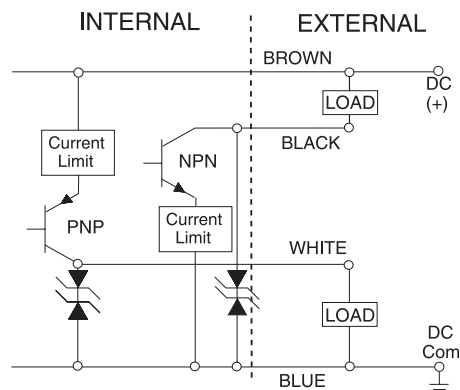 INTERNAL
EXTERNAL
BROWN
DC
(+)
LOAD
Current
Limit
NPN
BLACK
Current
Limit
PNP
WHITE
LOAD
DC
Com
BLUE